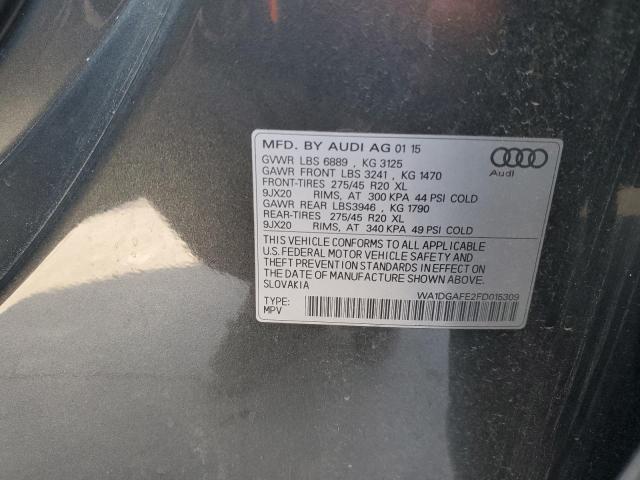 MFD. BY AUDI AG 01 15
GVWR LBS 6889 , KG 3125
GAWR FRONT LBS 3241 , KG 1470
FRONT-TIRES 275/45 R20 XL
9JX20 RIMS, AT 300 KPA 44 PSI COLD
GAWR REAR LBS3946 , KG 1790
REAR-TIRES 275/45 R20 XL
9JX20 RIMS, AT 340 KPA 49 PSI COLD
Audi
THIS VEHICLE CONFORMS TO ALL APPLICABLE
U.S. FEDERAL MOTOR VEHICLE SAFETY AND
THEFT PREVENTION STANDARDS IN EFFECT ON
THE DATE OF MANUFACTURE SHOWN ABOVE.
SLOVAKIA
WA1DGAFE2FD015309
TYPE:
MPV